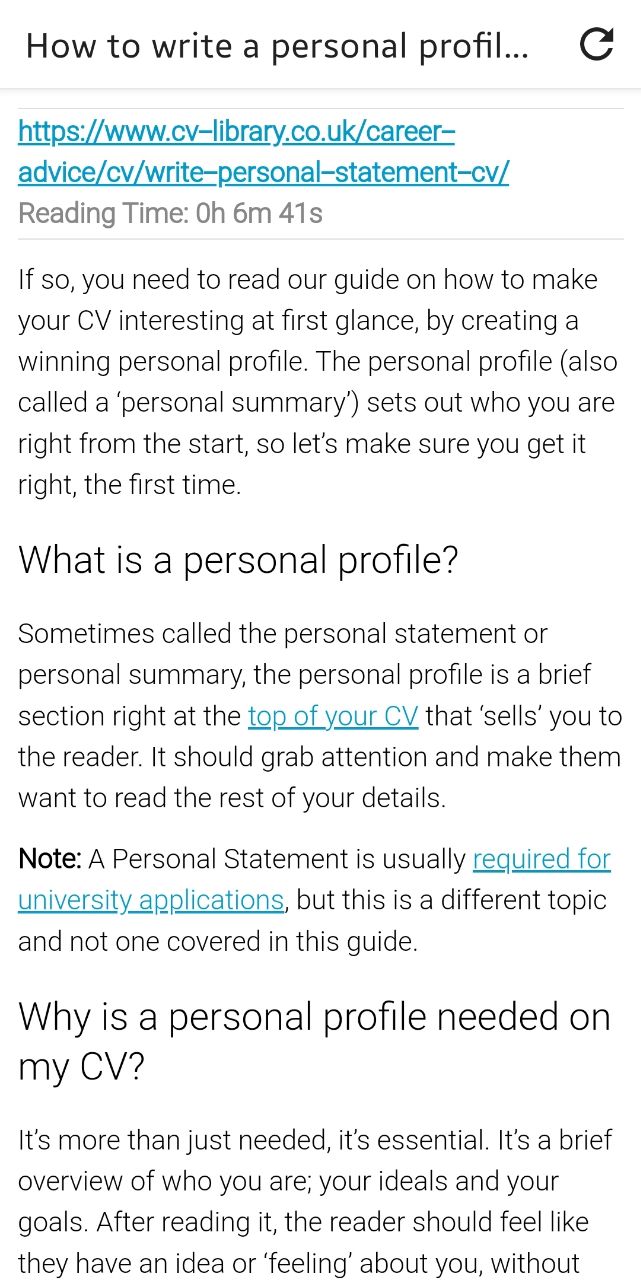 How to write a personal profil...
https://www.cv–library.co.uk/career–
advice/cv/write–personal–statement–cv/
Reading Time: 0h 6m 41s
If so, you need to read our guide on how to make
your CV interesting at first glance, by creating a
winning personal profile. The personal profile (also
called a ‘personal summary’) sets out who you are
right from the start, so let’s make sure you get it
right, the first time.
What is a personal profile?
Sometimes called the personal statement or
personal summary, the personal profile is a brief
section right at the top of your CV that ‘sells’ you to
the reader. It should grab attention and make them
want to read the rest of your details.
Note: A Personal Statement is usually required for
university applications, but this is a different topic
and not one covered in this guide.
Why is a personal profile needed on
my CV?
It’s more than just needed, it’s essential. It’s a brief
overview of who you are; your ideals and your
goals. After reading it, the reader should feel like
they have an idea or ‘feeling’ about you, without